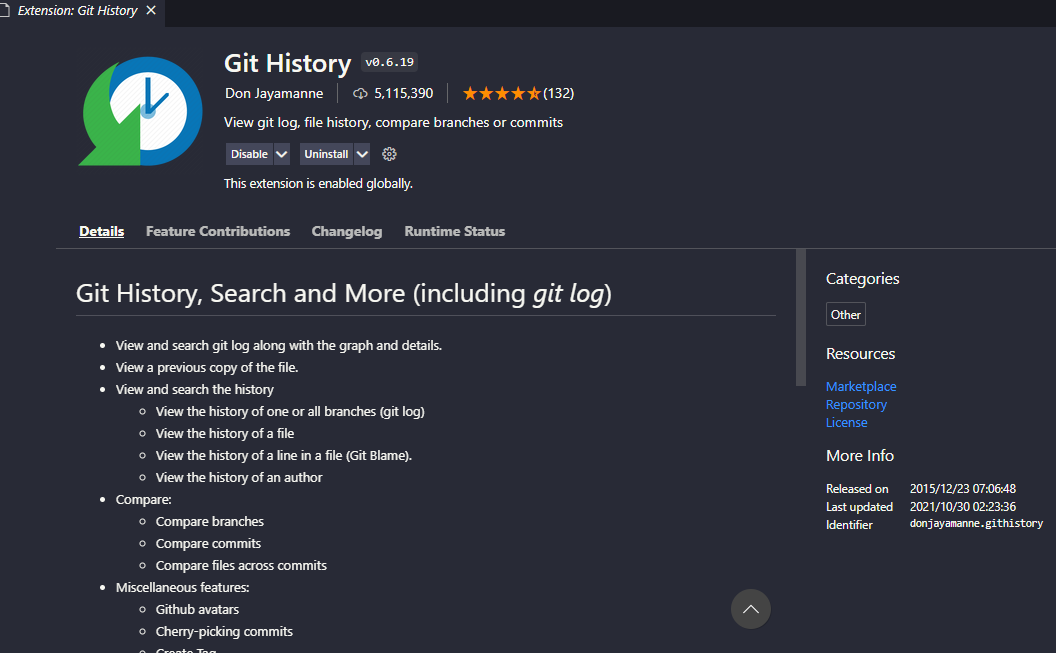 Extension: Git History
Git History v0.6.19
Don Jayamanne 5,115,390 (132)
View git log, file history, compare branches or commits
Disable Uninstall
This extension is enabled globally.
Details Feature Contributions Changelog Runtime Status
Git History, Search and More (including git log)
View and search git log along with the graph and details.
View a previous copy of the file.
View and search the history
View the history of one or all branches (git log)
View the history of a file
View the history of a line in a file (Git Blame).
View the history of an author
Compare:
Compare branches
Compare commits
Compare files across commits
Miscellaneous features:
Github avatars
Cherry-picking commits
Create Tag
Categories
Other
Resources
Marketplace
Repository
License
More Info
Released on 2015/12/23 07:06:48
Last updated 2021/10/30 02:23:36
Identifier donjayamanne.githistory